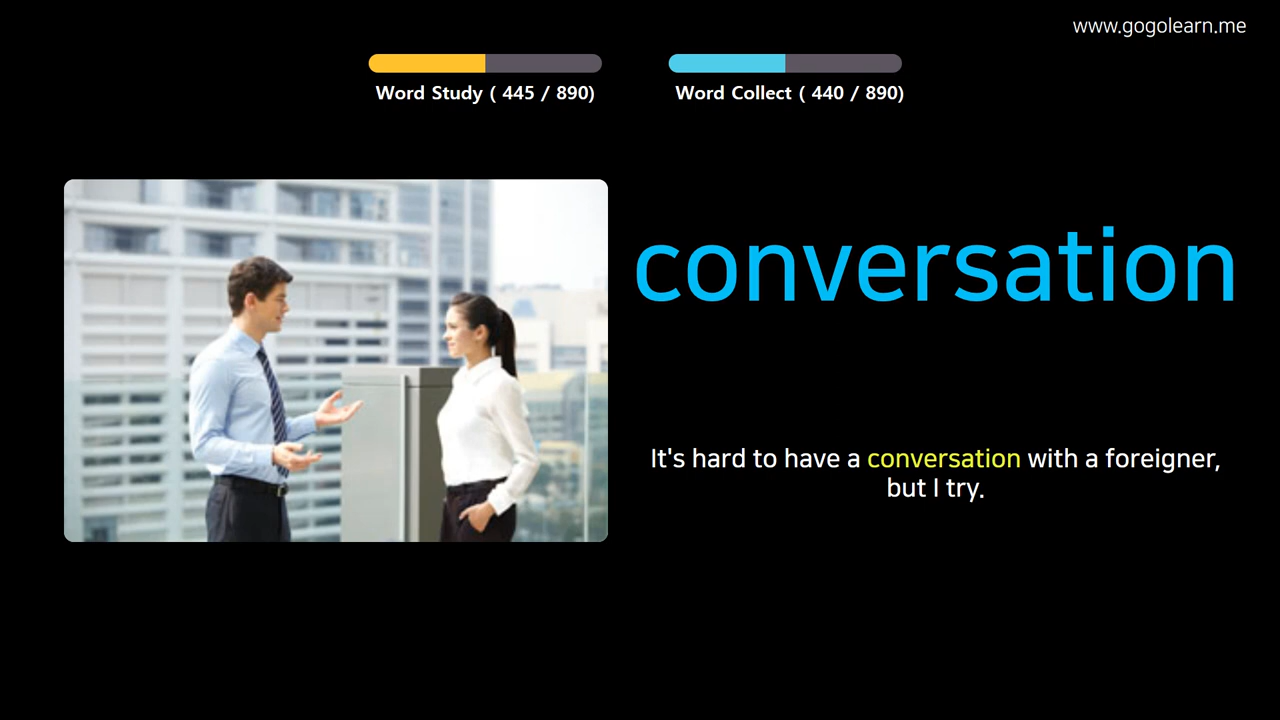 www.gogolearn.me
Word Study ( 445 / 890)
Word Collect ( 440 / 890)
conversation
It's hard to have a conversation with a foreigner,
but I try.